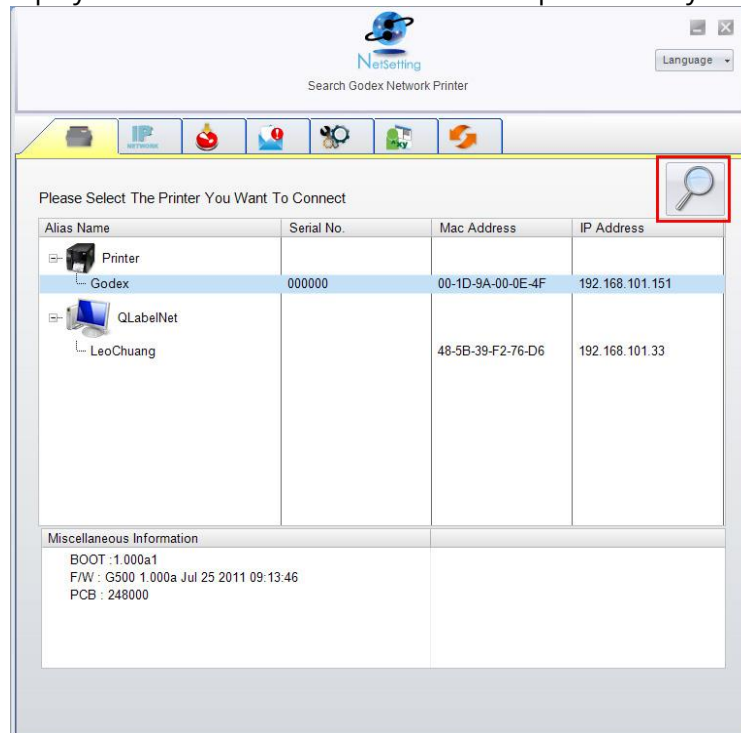 NetSetting
Language
Search Godex Network Printer
IP
NETWORK
Please Select The Printer You Want To Connect
Alias Name Serial No. Mac Address IP Address
Printer
Godex 000000 00-1D-9A-00-0E-4F 192.168.101.151
QLabelNet
LeoChuang 48-5B-39-F2-76-D6 192.168.101.33
Miscellaneous Information
BOOT :1.000a1
F/W : G500 1.000a Jul 25 2011 09:13:46
PCB : 248000